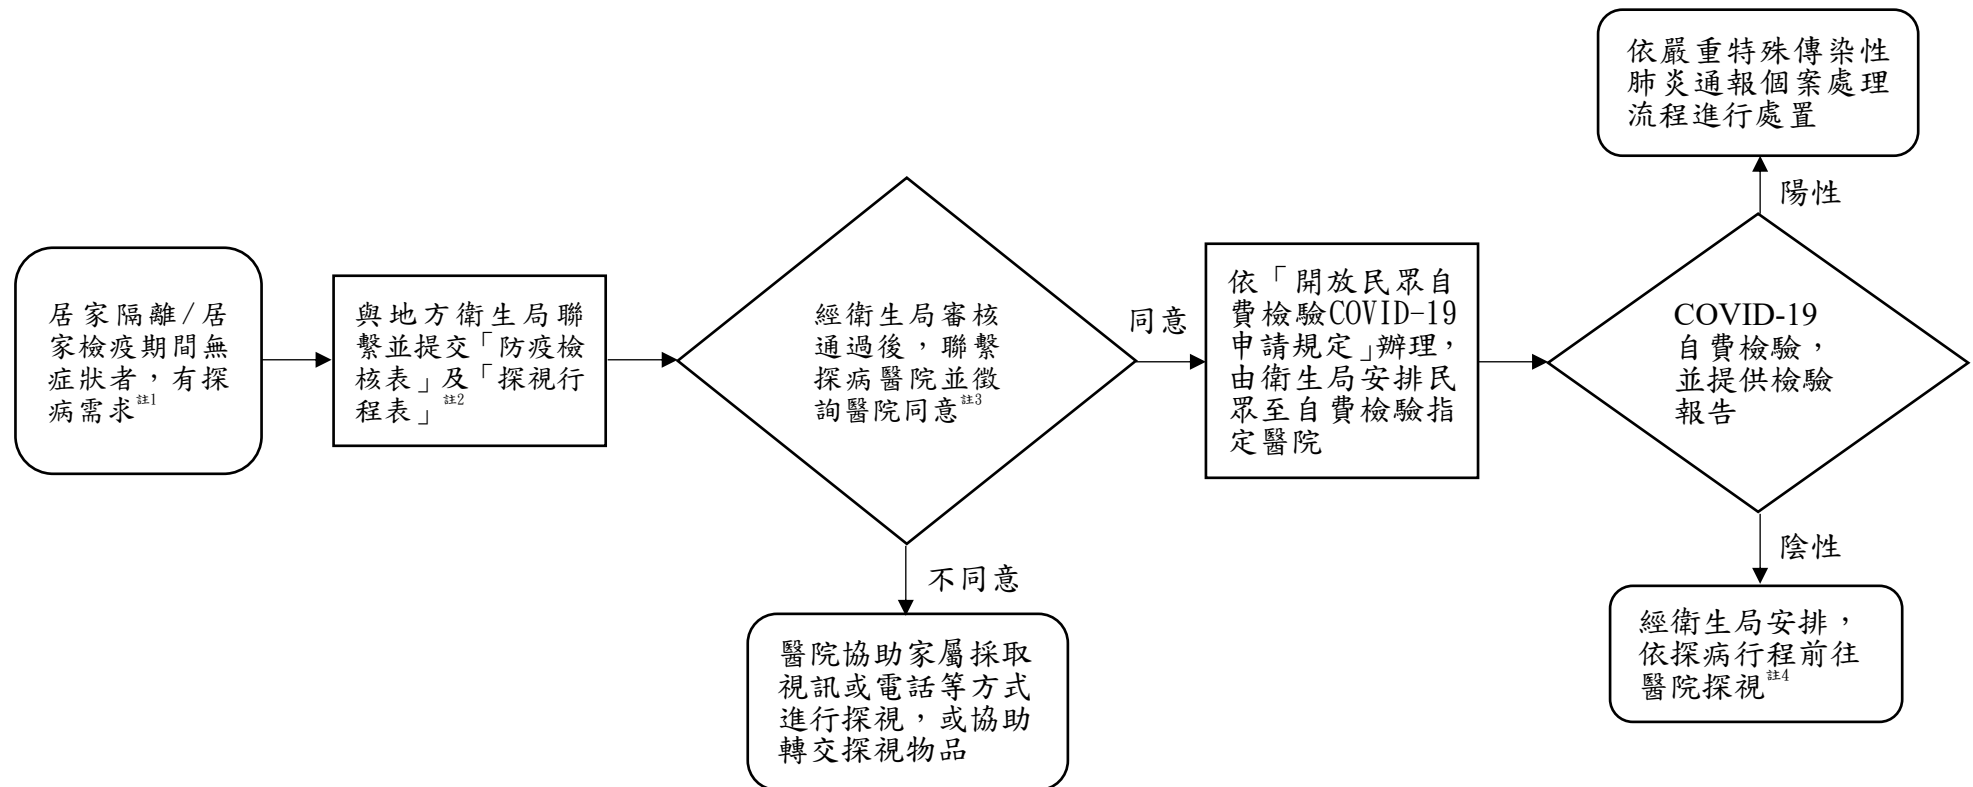 居家隔離/居
家檢疫期間無
症狀者，有探
病需求註1
與地方衛生局聯
繫並提交「防疫檢
核表」及「探視行
程表」註2
經衛生局審核
通過後，聯繫
探病醫院並徵
詢醫院同意註3
同意
不同意
醫院協助家屬採取
視訊或電話等方式
進行探視，或協助
轉交探視物品
依「開放民眾自
費檢驗COVID-19
申請規定」辦理，
由衛生局安排民
眾至自費檢驗指
定醫院
COVID-19
自費檢驗，
並提供檢驗
報告
陽性
依嚴重特殊傳染性
肺炎通報個案處理
流程進行處置
陰性
經衛生局安排，
依探病行程前往
醫院探視註4